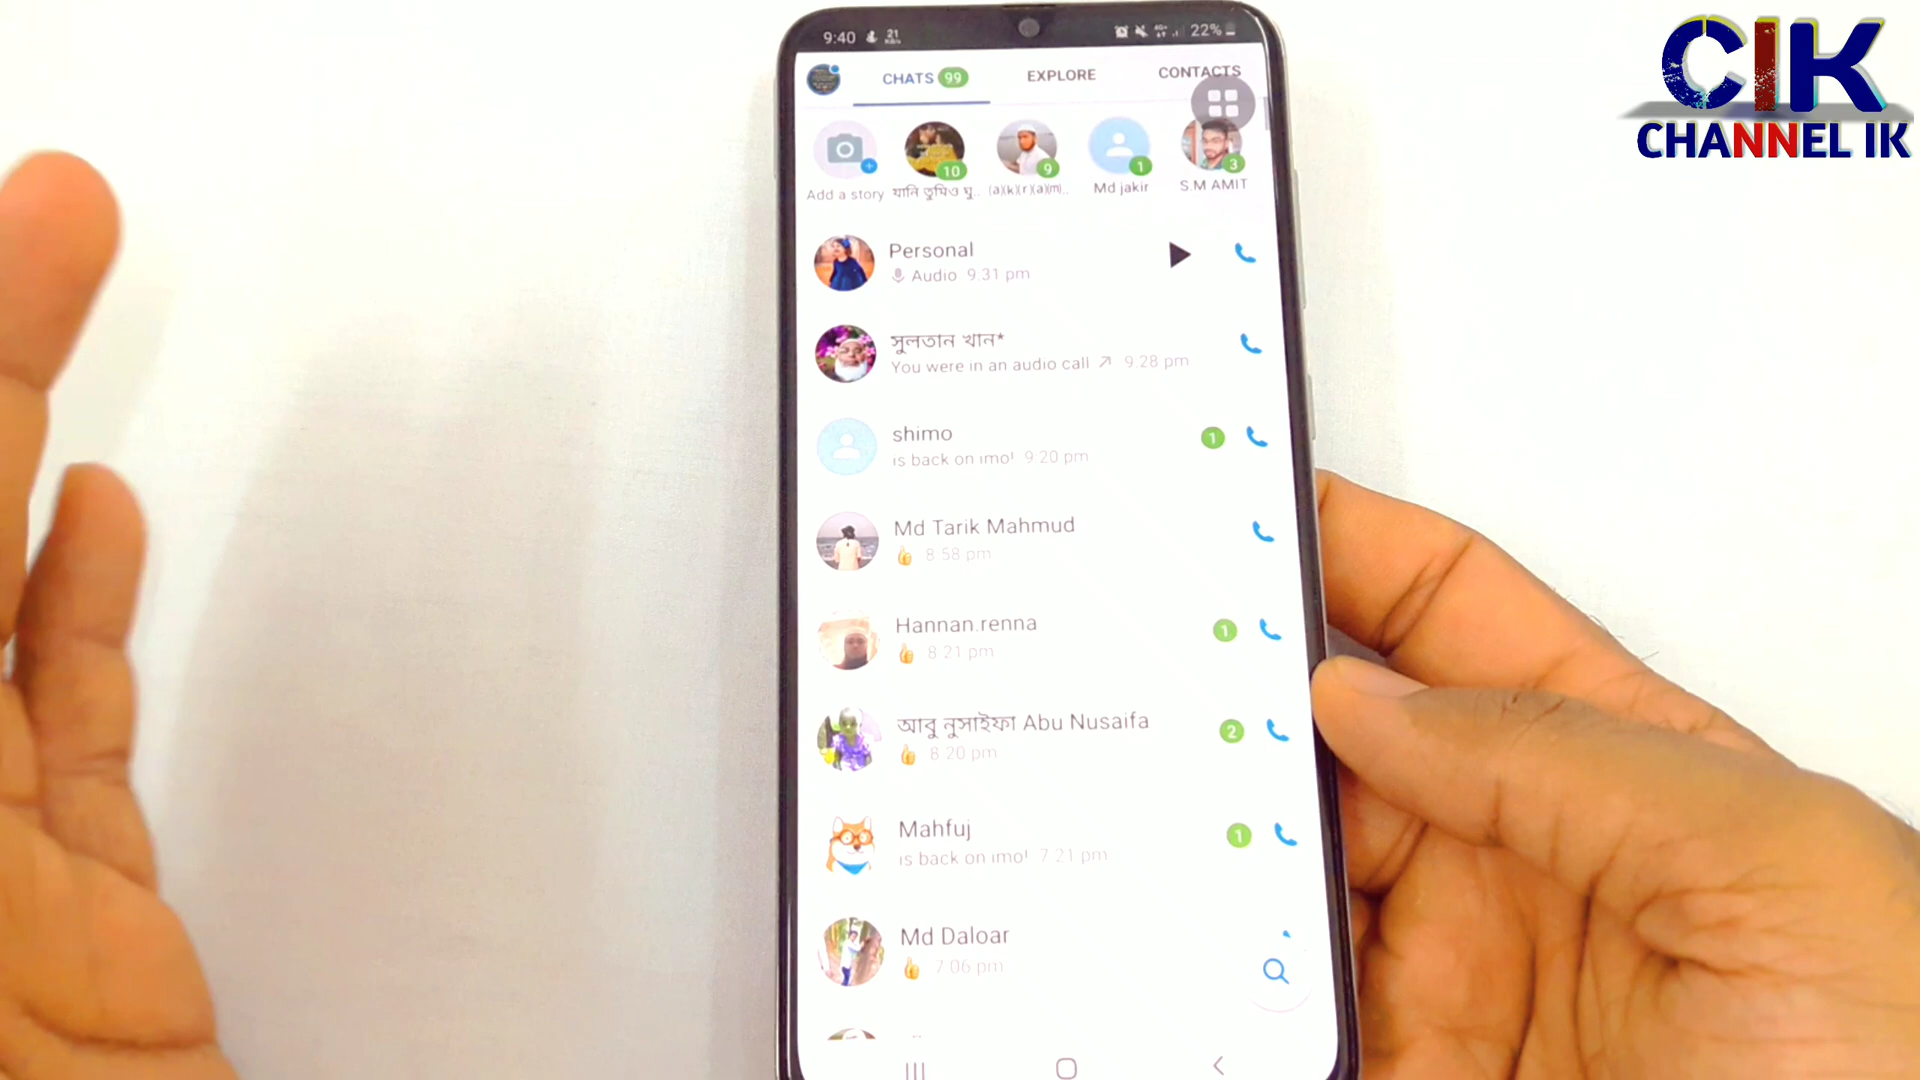 CIK
CHANNEL IK
9:40 21 22%
CHATS 99 EXPLORE CONTACTS
10 9 1 3
Add a story যানি তুমিও ঘু.. (a)(k)(r)(a)(m).. Md jakir S.M AMIT
Personal
Audio 9:31 pm
সুলতান খান*
You were in an audio call ↗ 9:28 pm
shimo 1
is back on imo! 9:20 pm
Md Tarik Mahmud
👍 8:58 pm
Hannan.renna 1
👍 8:21 pm
আবু নুসাইফা Abu Nusaifa 2
👍 8:20 pm
Mahfuj 1
is back on imo! 7:21 pm
Md Daloar
👍 7:06 pm